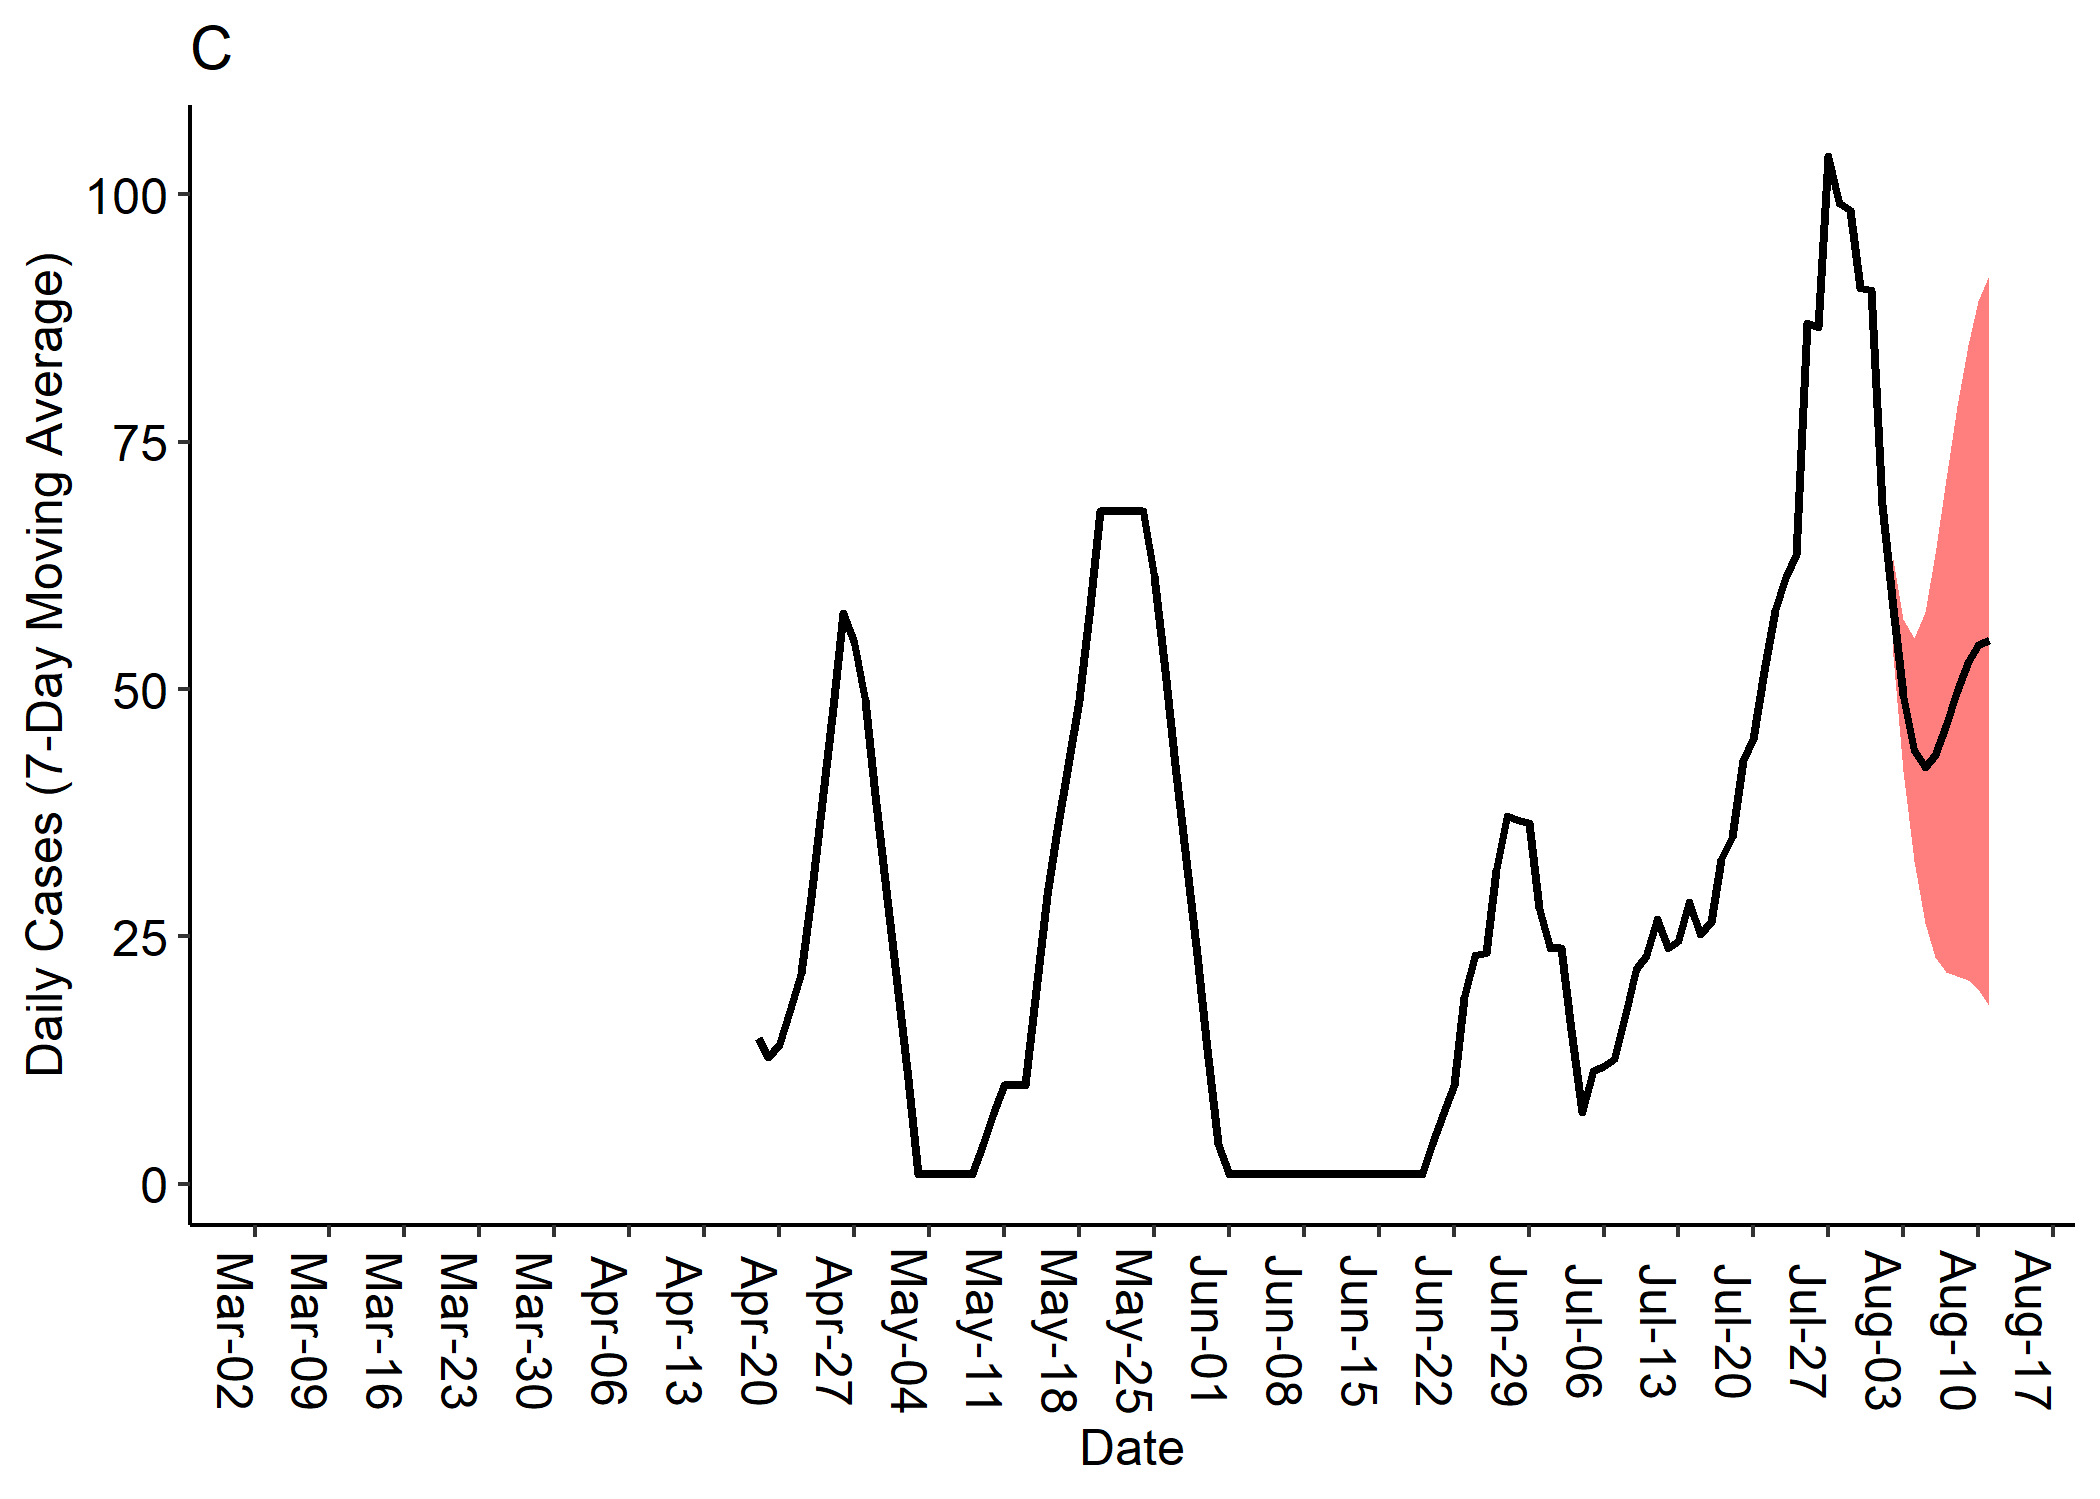 C
Daily Cases (7-Day Moving Average)
100
75
50
25
0
Mar-02
Mar-09
Mar-16
Mar-23
Mar-30
Apr-06
Apr-13
Apr-20
Apr-27
May-04
May-11
May-18
May-25
Jun-01
Jun-08
Jun-15
Jun-22
Jun-29
Jul-06
Jul-13
Jul-20
Jul-27
Aug-03
Aug-10
Aug-17
Date